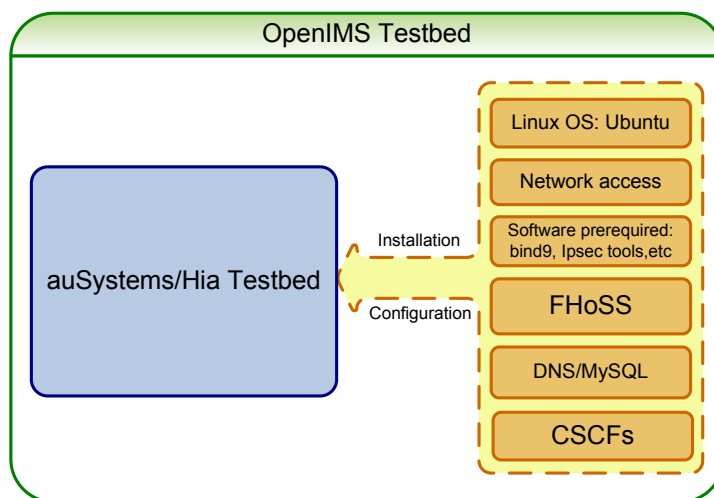 OpenIMS Testbed
auSystems/Hia Testbed
Installation
Configuration
Linux OS: Ubuntu
Network access
Software prerequired:
bind9, Ipsec tools,etc
FHoSS
DNS/MySQL
CSCFs